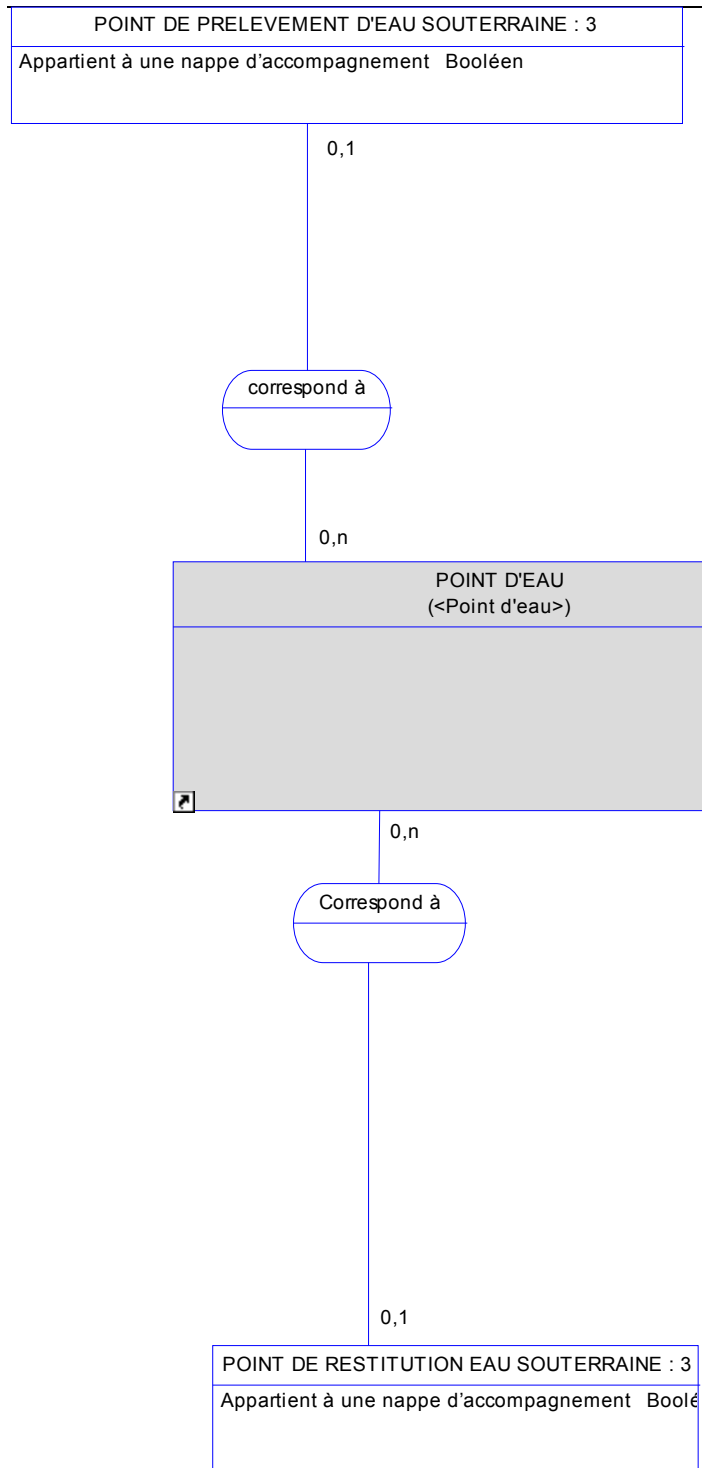 POINT DE PRELEVEMENT D'EAU SOUTERRAINE : 3
Appartient à une nappe d’accompagnement Booléen
0,1
correspond à
0,n
POINT D'EAU
(<Point d'eau>)
0,n
Correspond à
0,1
POINT DE RESTITUTION EAU SOUTERRAINE : 3
Appartient à une nappe d’accompagnement Boolé